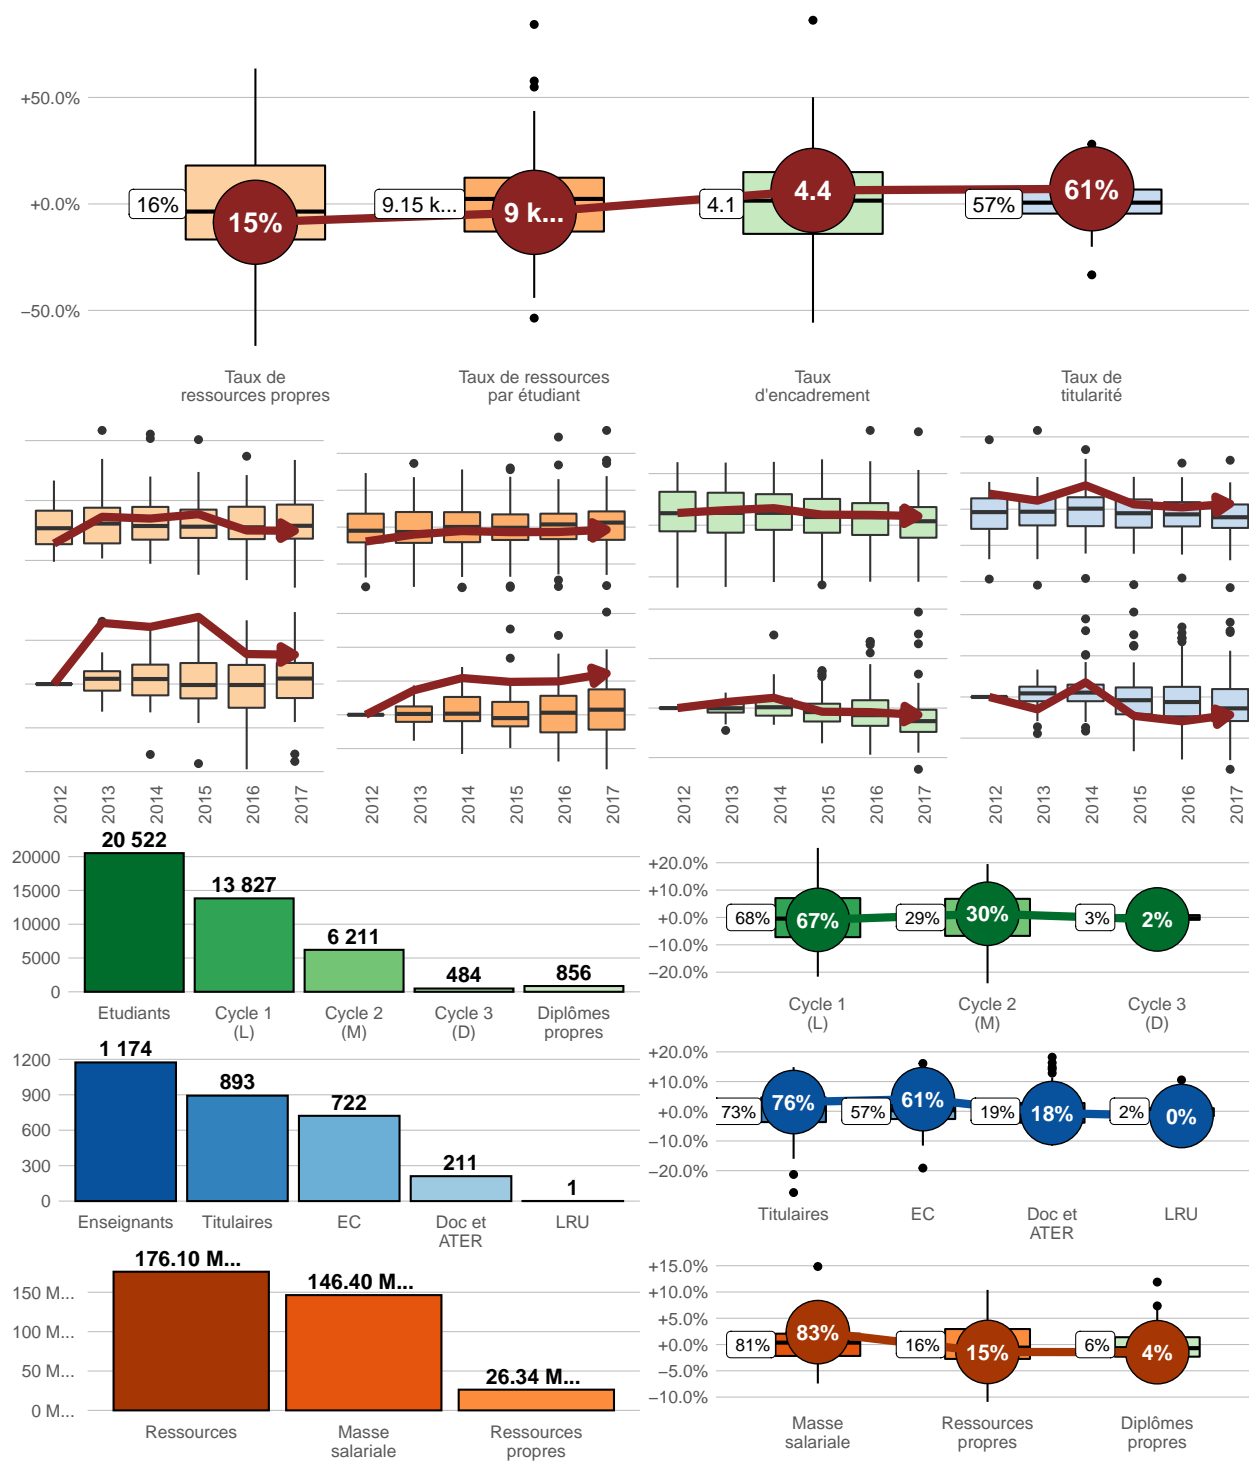 +50.0%
+0.0%
−50.0%
16%
15%
9.15 k...
9 k...
4.1
4.4
57%
61%
Taux de
ressources propres
Taux de ressources
par étudiant
Taux
d'encadrement
Taux de
titularité
2012 2013 2014 2015 2016 2017
2012 2013 2014 2015 2016 2017
2012 2013 2014 2015 2016 2017
2012 2013 2014 2015 2016 2017
20000
15000
10000
5000
0
20 522
13 827
6 211
484
856
Etudiants
Cycle 1
(L)
Cycle 2
(M)
Cycle 3
(D)
Diplômes
propres
+20.0%
+10.0%
+0.0%
−10.0%
−20.0%
68%
67%
29%
30%
3%
2%
Cycle 1
(L)
Cycle 2
(M)
Cycle 3
(D)
1200
900
600
300
0
1 174
893
722
211
1
Enseignants
Titulaires
EC
Doc et
ATER
LRU
+20.0%
+10.0%
+0.0%
−10.0%
−20.0%
73%
76%
57%
61%
19%
18%
2%
0%
Titulaires
EC
Doc et
ATER
LRU
150 M...
100 M...
50 M...
0 M...
176.10 M...
146.40 M...
26.34 M...
Ressources
Masse
salariale
Ressources
propres
+15.0%
+10.0%
+5.0%
+0.0%
−5.0%
−10.0%
81%
83%
16%
15%
6%
4%
Masse
salariale
Ressources
propres
Diplômes
propres